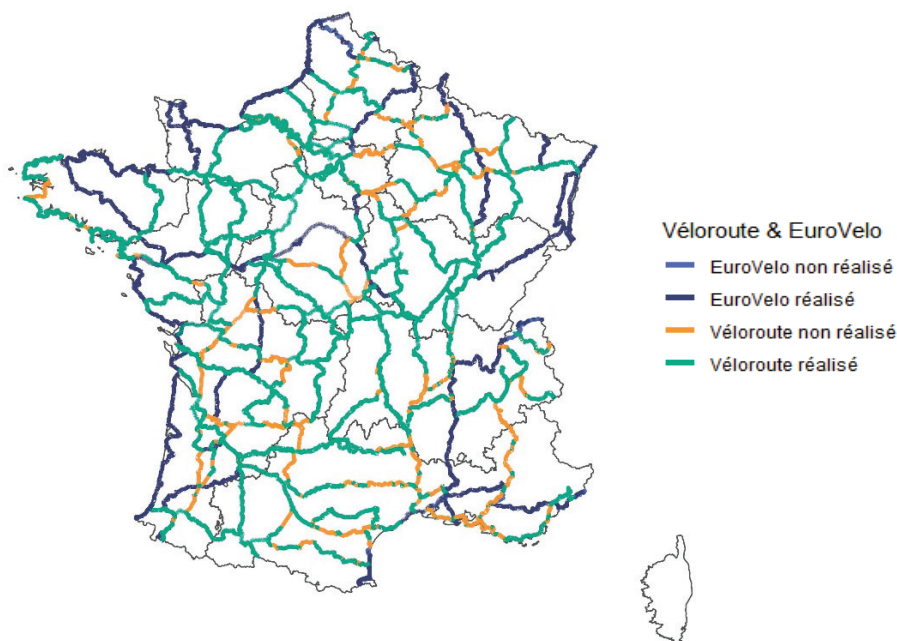 Véloroute & EuroVelo
EuroVelo non réalisé
EuroVelo réalisé
Véloroute non réalisé
Véloroute réalisé